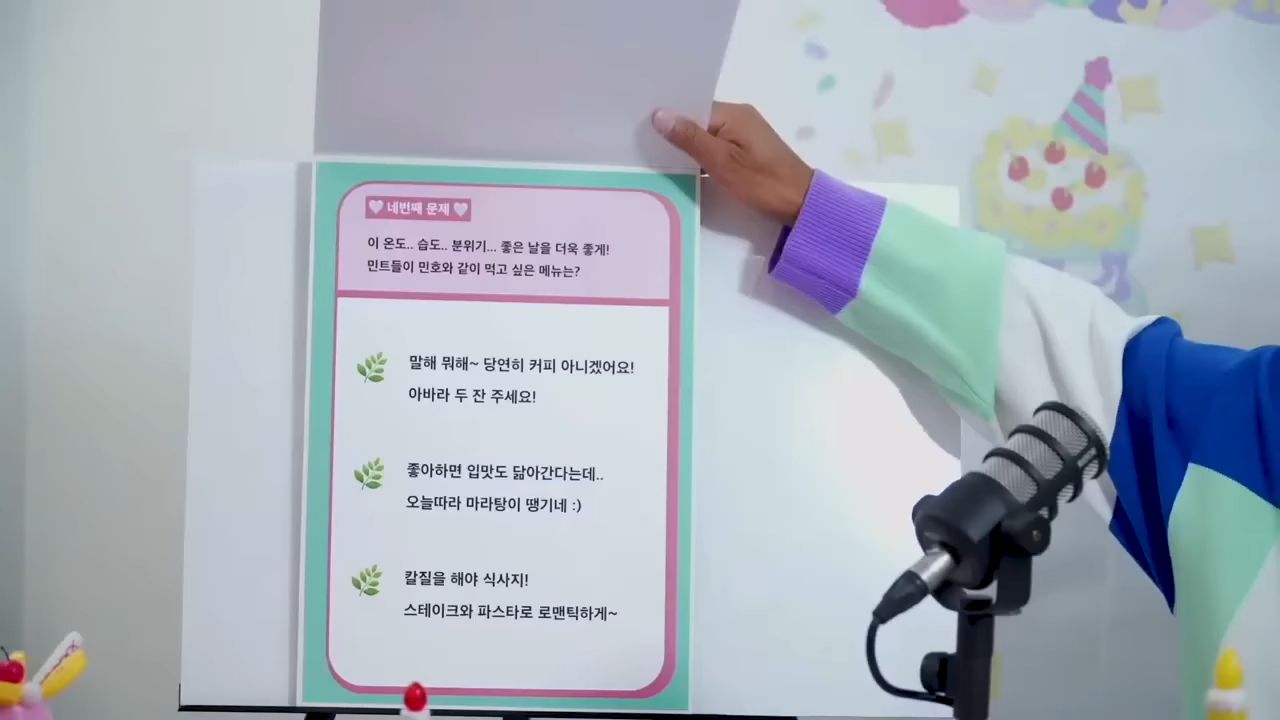 🤍 네번째 문제 🤍
이 온도.. 습도.. 분위기... 좋은 날을 더욱 좋게!
민트들이 민호와 같이 먹고 싶은 메뉴는?
말해 뭐해~ 당연히 커피 아니겠어요!
아바라 두 잔 주세요!
좋아하면 입맛도 닮아간다는데..
오늘따라 마라탕이 땡기네 :)
칼질을 해야 식사지!
스테이크와 파스타로 로맨틱하게~